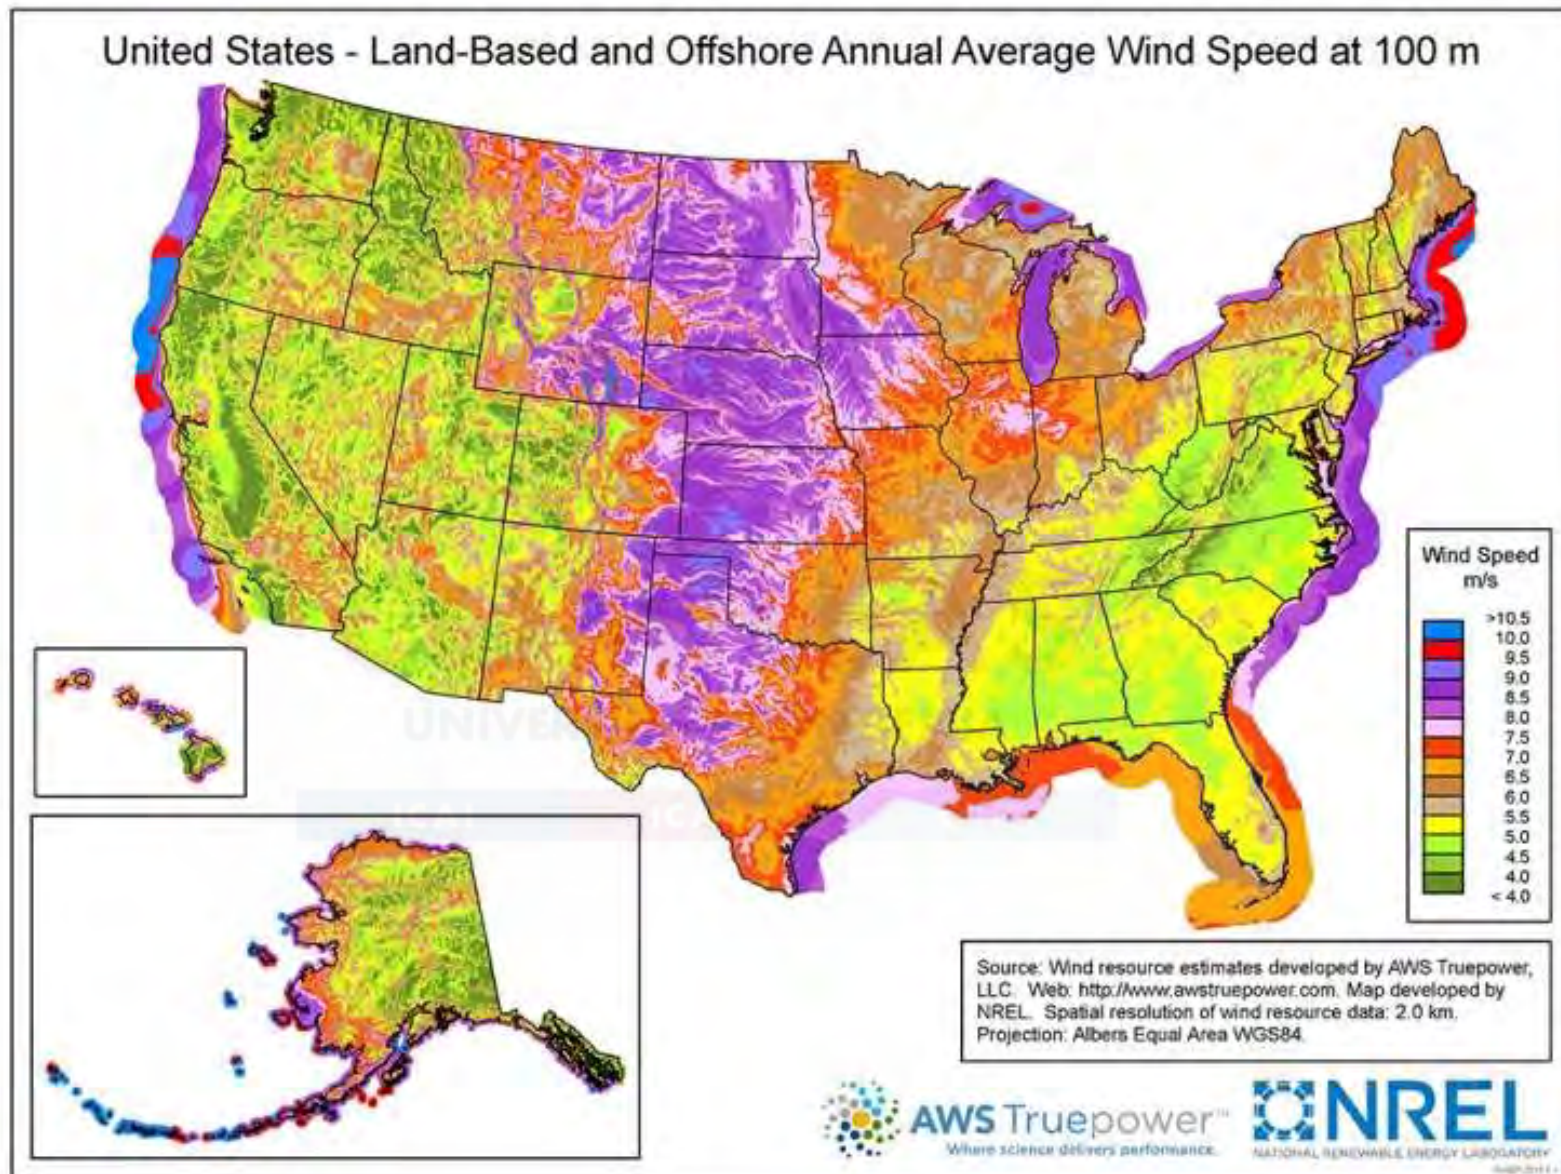 United States - Land-Based and Offshore Annual Average Wind Speed at 100 m
Wind Speed
m/s
>10.5
10.0
9.5
9.0
8.5
8.0
7.5
7.0
6.5
6.0
5.5
5.0
4.5
4.0
< 4.0
Source: Wind resource estimates developed by AWS Truepower,
LLC. Web: http://www.awstruepower.com. Map developed by
NREL. Spatial resolution of wind resource data: 2.0 km.
Projection: Albers Equal Area WGS84.
AWS Truepower™
Where science delivers performance.
NREL
NATIONAL RENEWABLE ENERGY LABORATORY